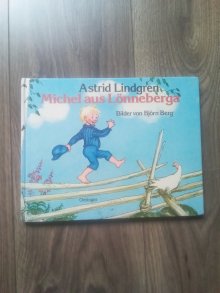 Astrid Lindgren
Michel aus Lönneberga
Bilder von Björn Berg
Oetinger